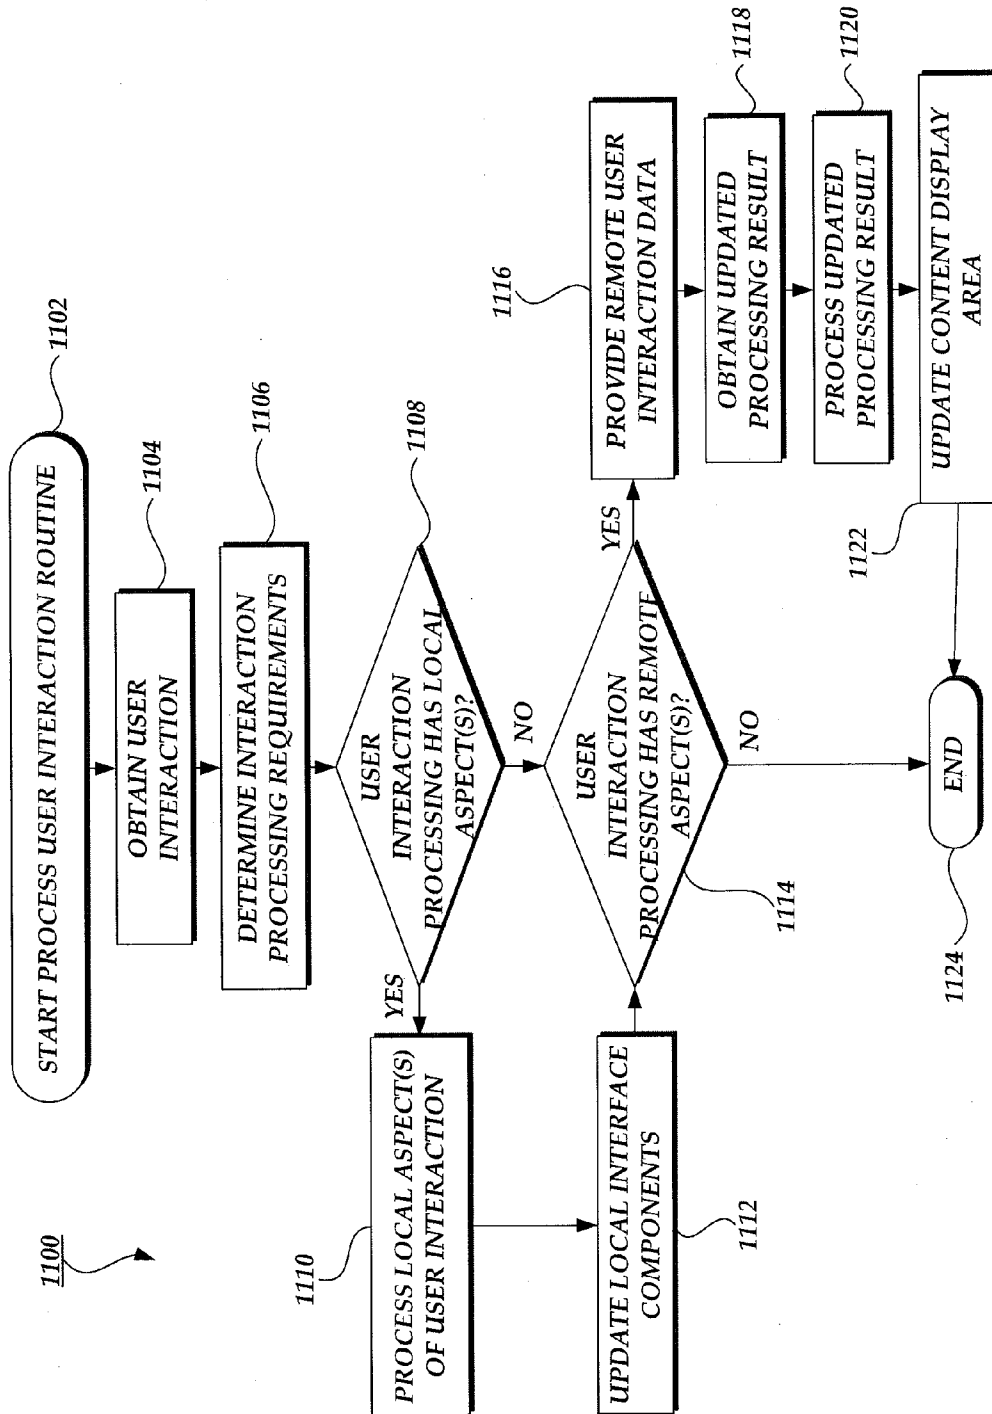 1100
START PROCESS USER INTERACTION ROUTINE
1102
OBTAIN USER
INTERACTION
1104
DETERMINE INTERACTION
PROCESSING REQUIREMENTS
1106
USER
INTERACTION
PROCESSING HAS LOCAL
ASPECT(S)?
1108
YES
NO
PROCESS LOCAL ASPECT(S)
OF USER INTERACTION
1110
UPDATE LOCAL INTERFACE
COMPONENTS
1112
USER
INTERACTION
PROCESSING HAS REMOTE
ASPECT(S)?
1114
YES
NO
PROVIDE REMOTE USER
INTERACTION DATA
1116
OBTAIN UPDATED
PROCESSING RESULT
1118
PROCESS UPDATED
PROCESSING RESULT
1120
UPDATE CONTENT DISPLAY
AREA
1122
END
1124